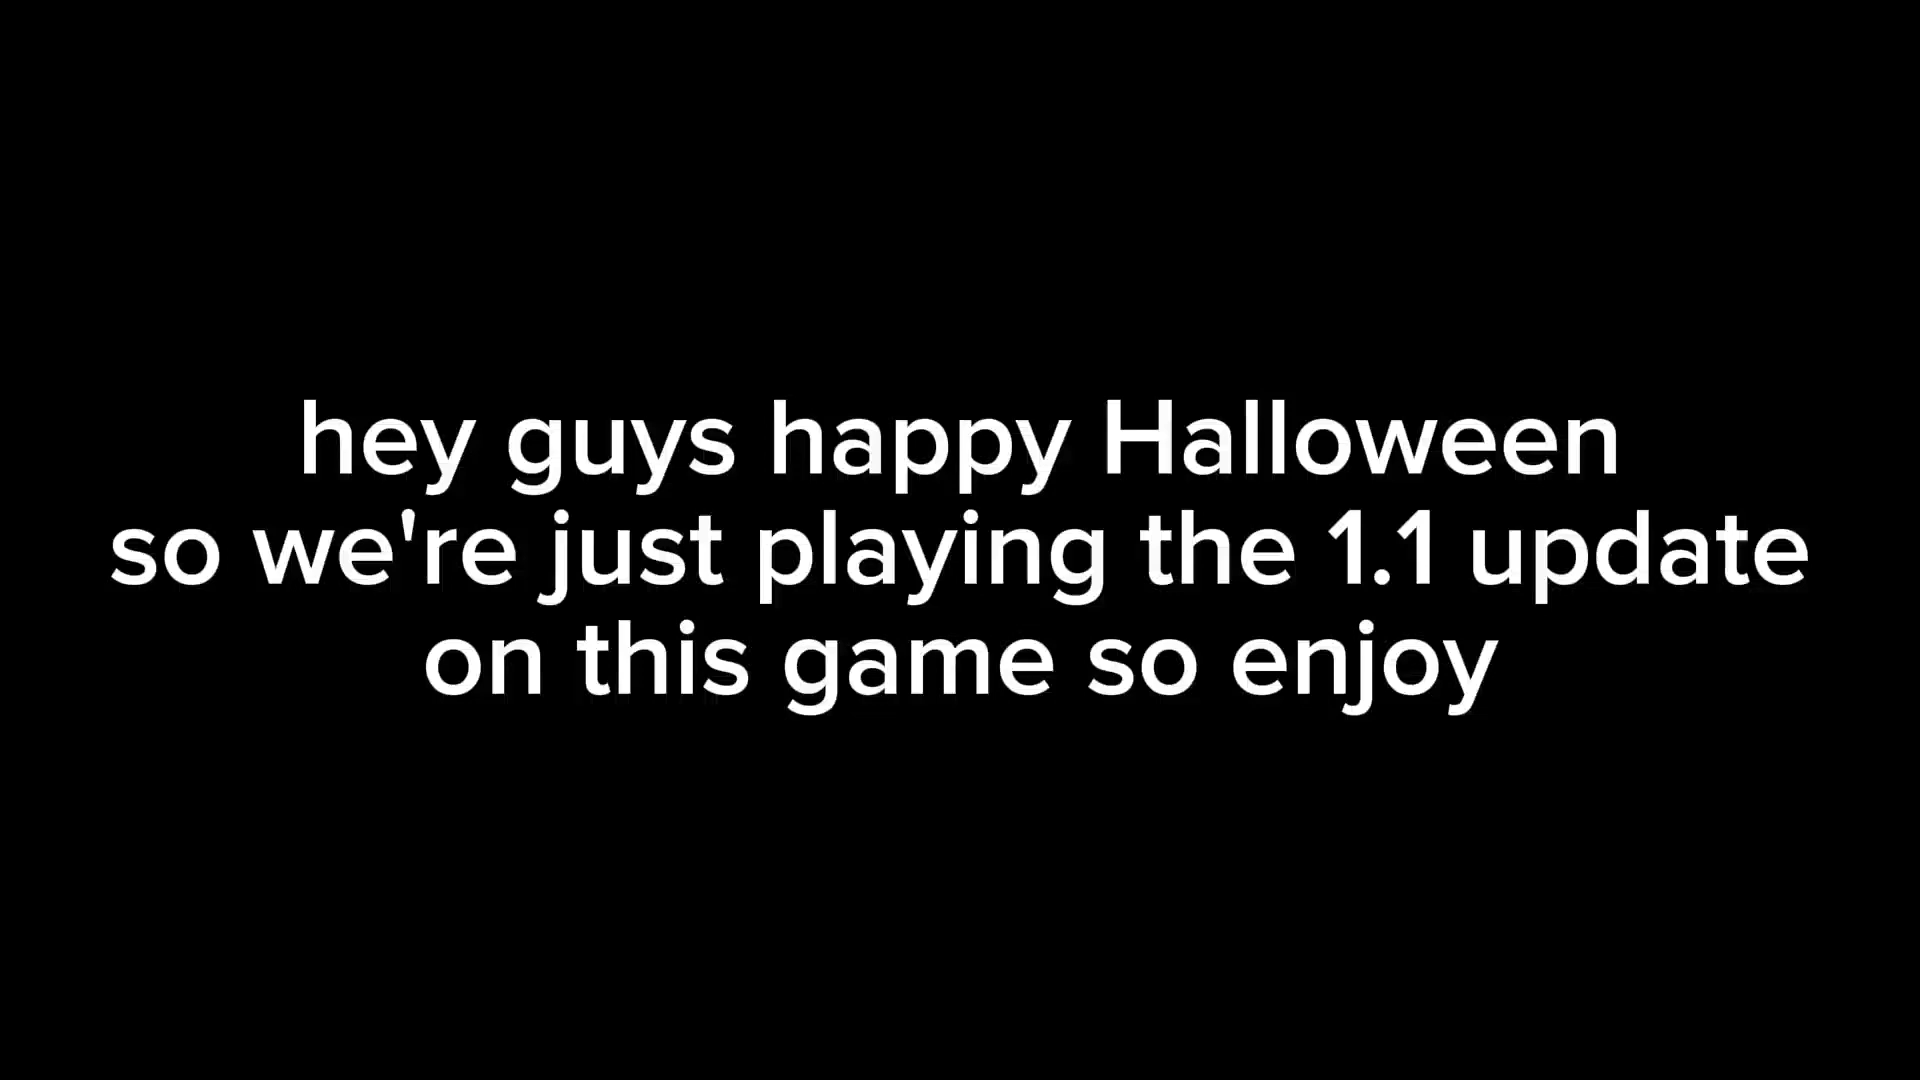 hey guys happy Halloween
so we're just playing the 1.1 update
on this game so enjoy